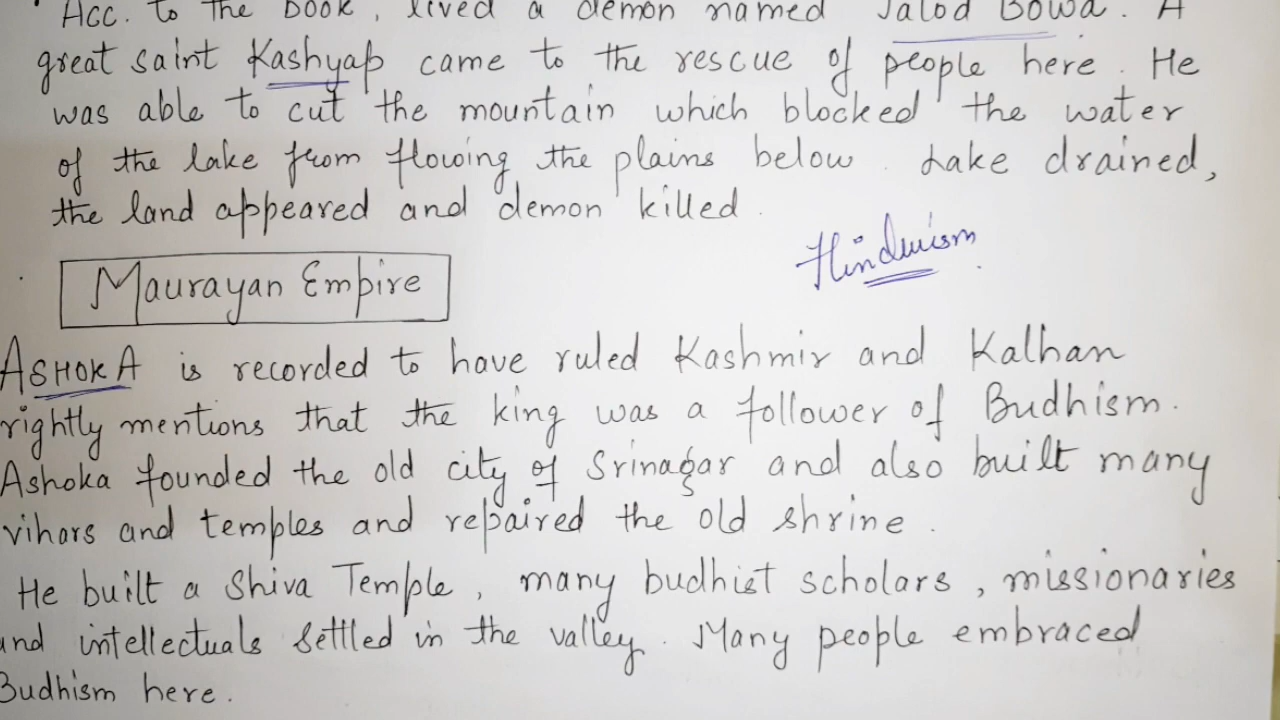 Acc. to the book, lived a demon named Jalod Bowa. A
great saint Kashyap came to the rescue of people here. He
was able to cut the mountain which blocked the water
of the lake from flowing the plains below. Lake drained,
the land appeared and demon killed.
Hinduism
Maurayan Empire
ASHOKA is recorded to have ruled Kashmir and Kalhan
rightly mentions that the king was a follower of Budhism.
Ashoka founded the old city of Srinagar and also built many
vihars and temples and repaired the old shrine.
He built a Shiva Temple, many budhist scholars, missionaries
and intellectuals settled in the valley. Many people embraced
Budhism here.